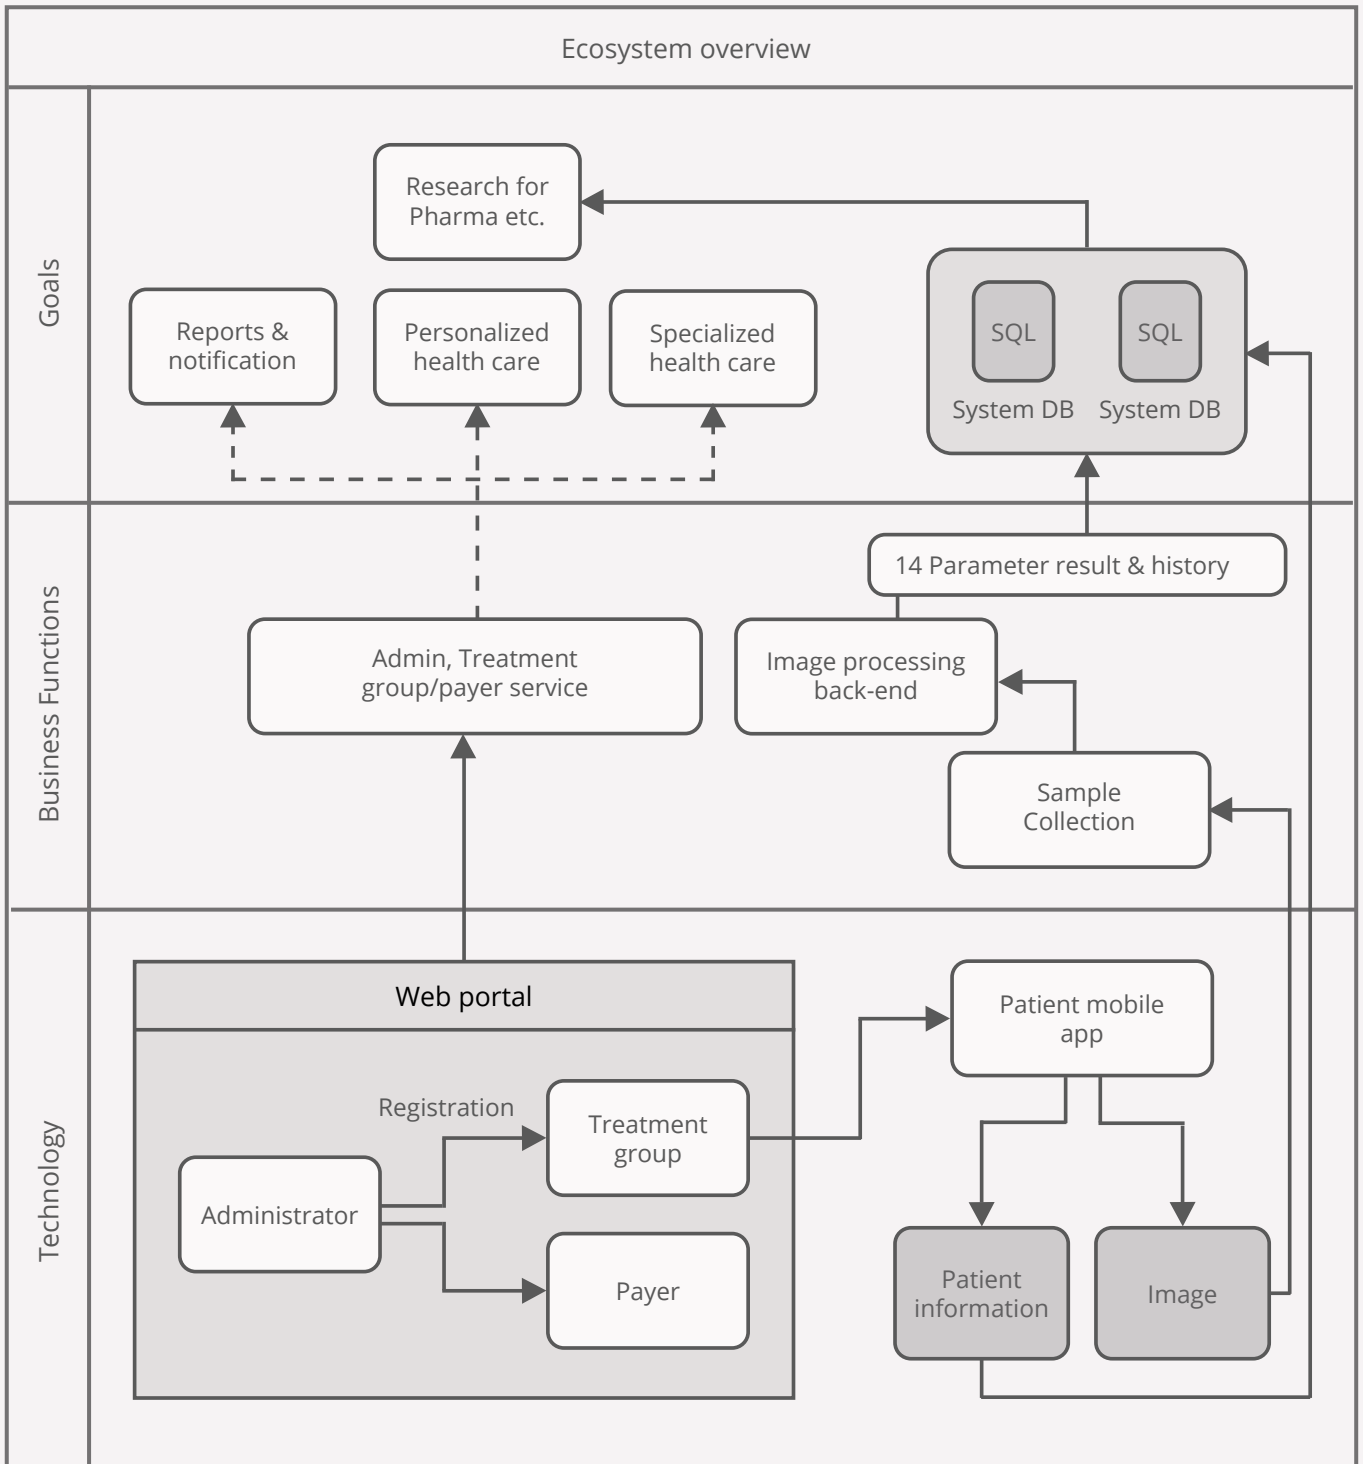 Ecosystem overview
Goals
Research for
Pharma etc.
Reports &
notification
Personalized
health care
Specialized
health care
SQL
SQL
System DB
System DB
Business Functions
14 Parameter result & history
Admin, Treatment
group/payer service
Image processing
back-end
Sample
Collection
Technology
Web portal
Registration
Treatment
group
Administrator
Payer
Patient mobile
app
Patient
information
Image